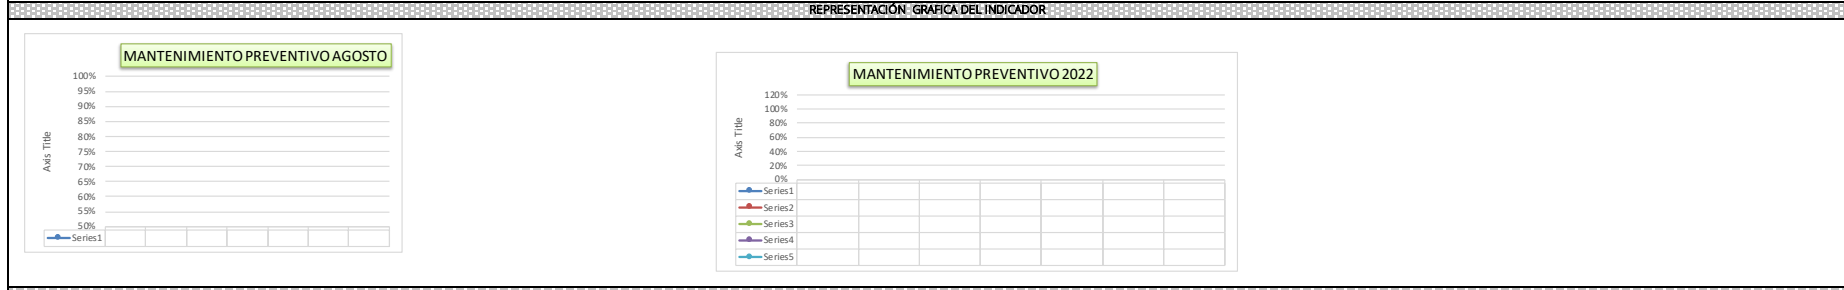 REPRESENTACIÓN GRAFICA DEL INDICADOR
MANTENIMIENTO PREVENTIVO AGOSTO
100%
95%
90%
85%
80%
75%
70%
65%
60%
55%
50%
Axis Title
Series1
MANTENIMIENTO PREVENTIVO 2022
120%
100%
80%
60%
40%
20%
0%
Axis Title
Series1
Series2
Series3
Series4
Series5